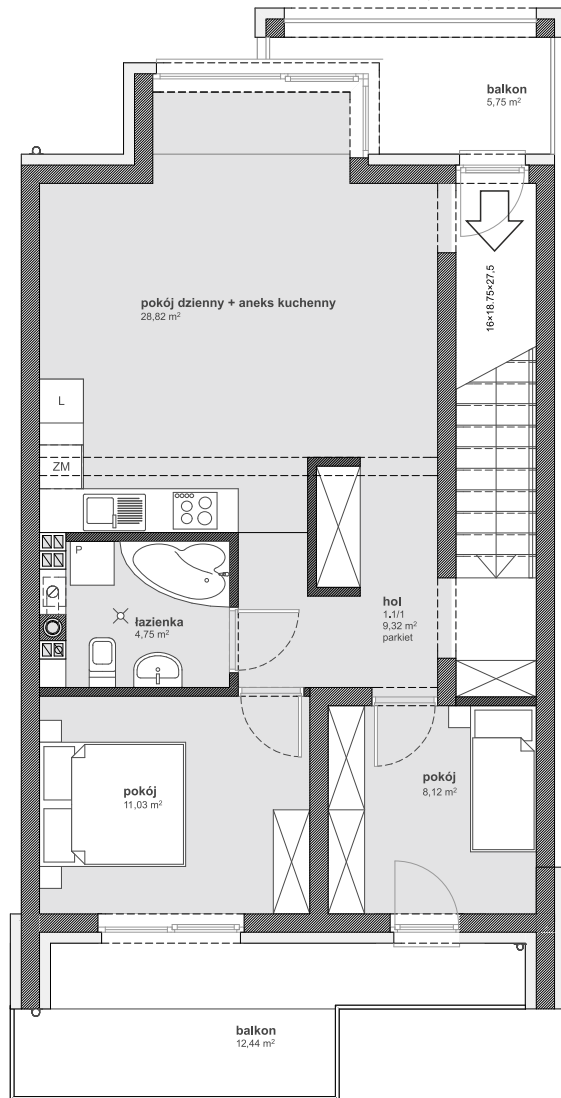 balkon
5,75 m²
16×18.75×27,5
pokój dzienny + aneks kuchenny
28,82 m²
L
ZM
P
łazienka
4,75 m²
hol
1.1/1
9,32 m²
parkiet
pokój
11,03 m²
pokój
8,12 m²
balkon
12,44 m²